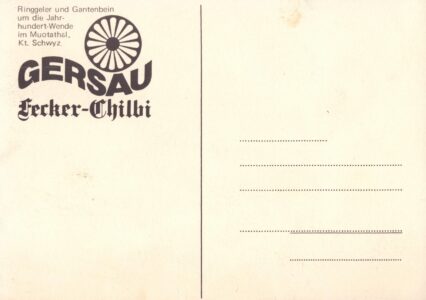 Ringgeler und Gantenbein
um die Jahr-
hundert-Wende
im Muotathal,
Kt. Schwyz
GERSAU
Fecker-Chilbi